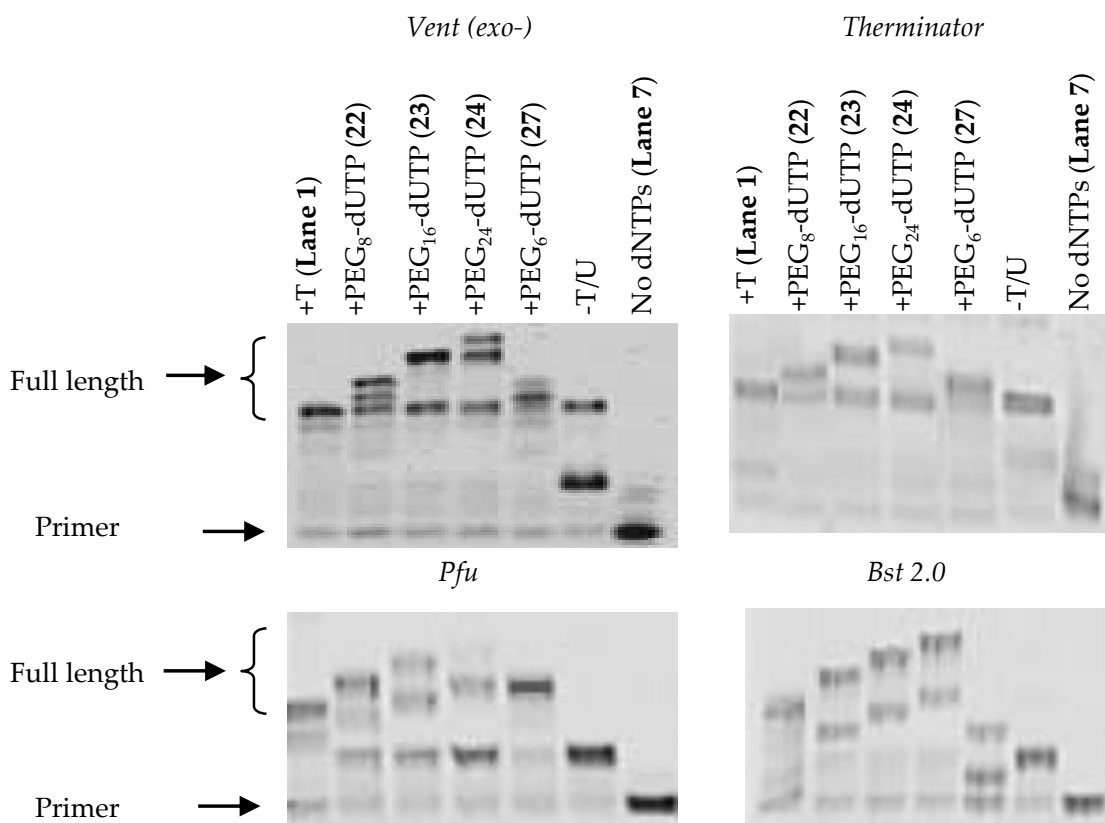 Vent (exo-)
Therminator
+T (Lane 1)
+PEG8-dUTP (22)
+PEG16-dUTP (23)
+PEG24-dUTP (24)
+PEG6-dUTP (27)
-T/U
No dNTPs (Lane 7)
+T (Lane 1)
+PEG8-dUTP (22)
+PEG16-dUTP (23)
+PEG24-dUTP (24)
+PEG6-dUTP (27)
-T/U
No dNTPs (Lane 7)
Full length
Primer
Pfu
Bst 2.0
Full length
Primer